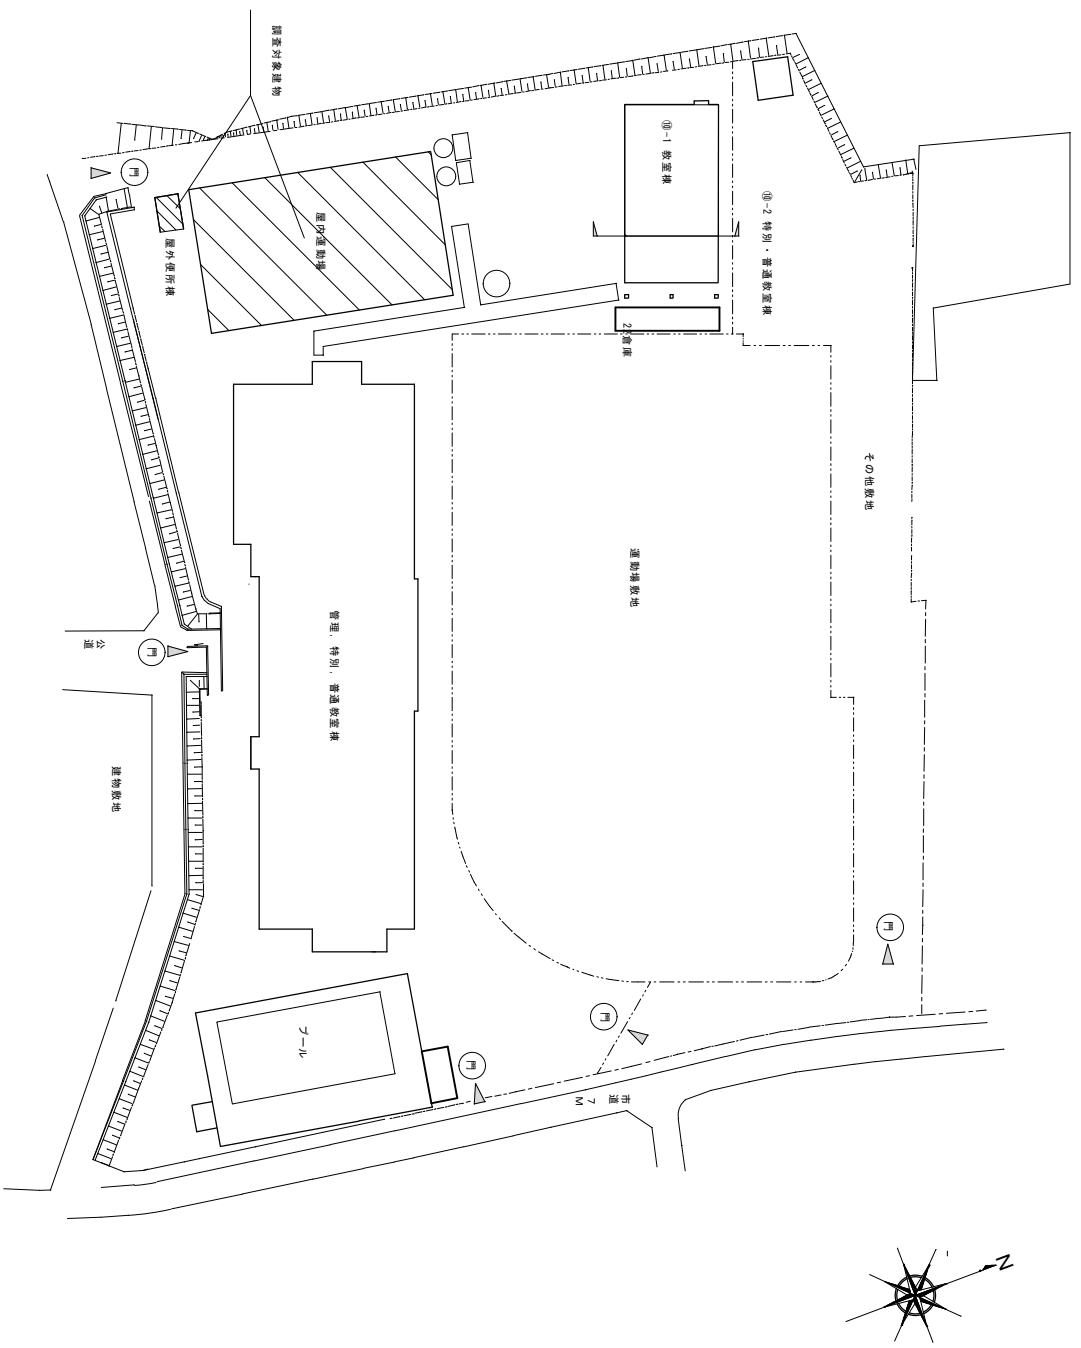 調査対象建物
⑩-1 教室棟
⑩-2 特別・普通教室棟
門
屋内運動場
屋外便所棟
22倉庫
その他敷地
運動場敷地
管理．特別．普通教室棟
公道
門
建物敷地
門
門
プール
門
市道 7M
N